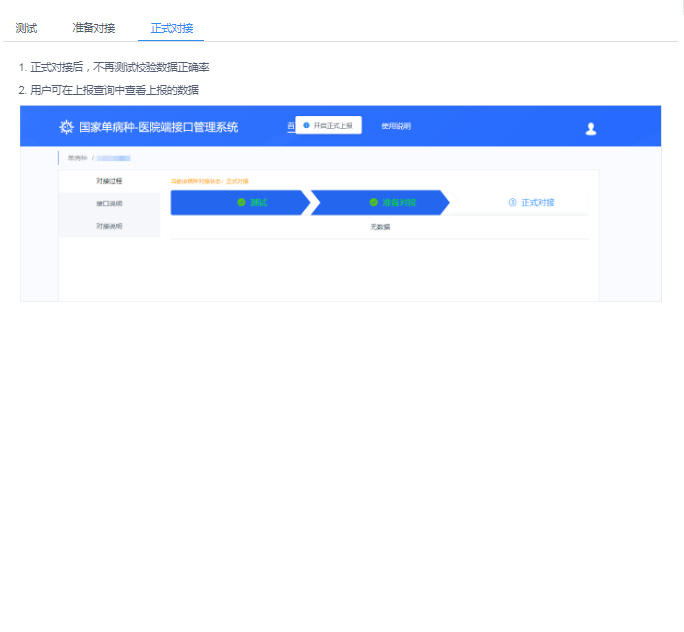 测试 准备对接 正式对接
1. 正式对接后，不再测试校验数据正确率
2. 用户可在上报查询中查看上报的数据
国家单病种-医院端接口管理系统 首 开启正式上报 使用说明
单病种 /
对接过程 当前该病种对接状态：正式对接
测试 准备对接 ③ 正式对接
接口说明
对接说明 无数据